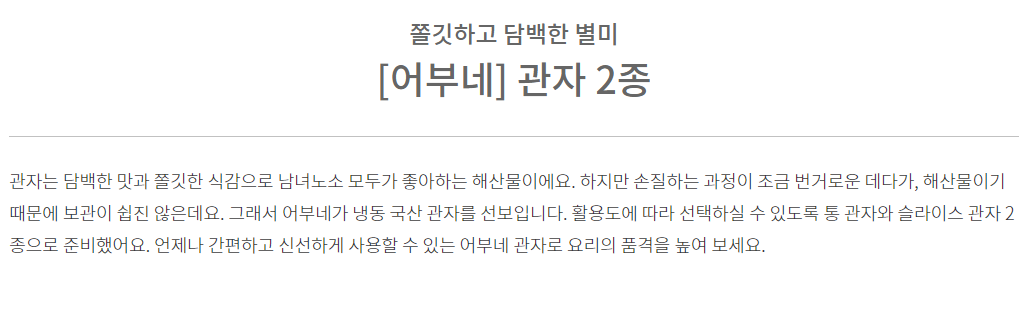 쫄깃하고 담백한 별미
[어부네] 관자 2종
관자는 담백한 맛과 쫄깃한 식감으로 남녀노소 모두가 좋아하는 해산물이에요. 하지만 손질하는 과정이 조금 번거로운 데다가, 해산물이기
때문에 보관이 쉽진 않은데요. 그래서 어부네가 냉동 국산 관자를 선보입니다. 활용도에 따라 선택하실 수 있도록 통 관자와 슬라이스 관자 2
종으로 준비했어요. 언제나 간편하고 신선하게 사용할 수 있는 어부네 관자로 요리의 품격을 높여 보세요.